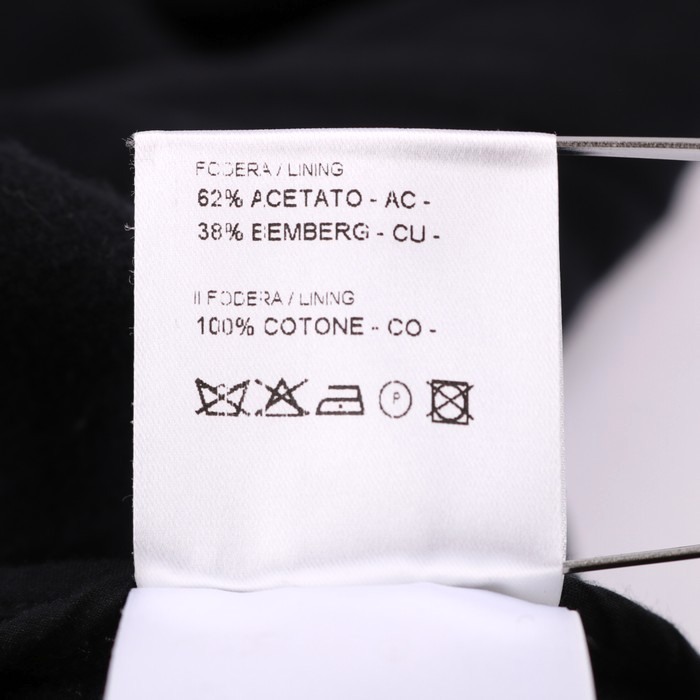 FODERA / LINING
62% ACETATO - AC -
38% BEMBERG - CU -
II FODERA / LINING
100% COTONE - CO -
P